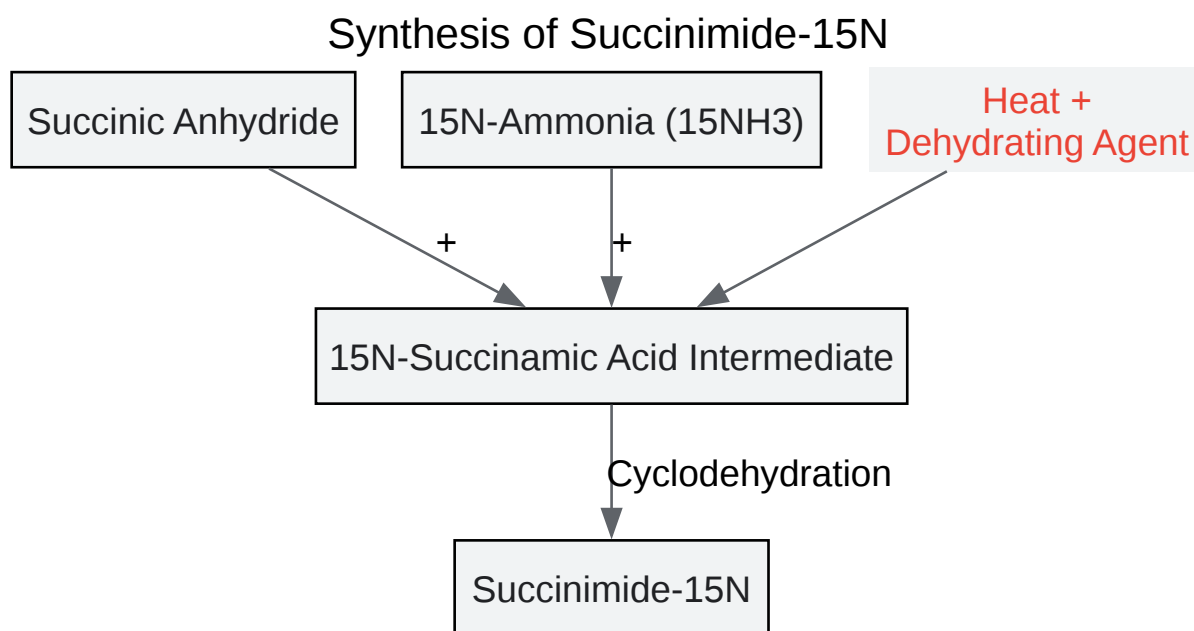 Synthesis of Succinimide-15N
Succinic Anhydride
15N-Ammonia (15NH3)
Heat +
Dehydrating Agent
+
+
15N-Succinamic Acid Intermediate
Cyclodehydration
Succinimide-15N